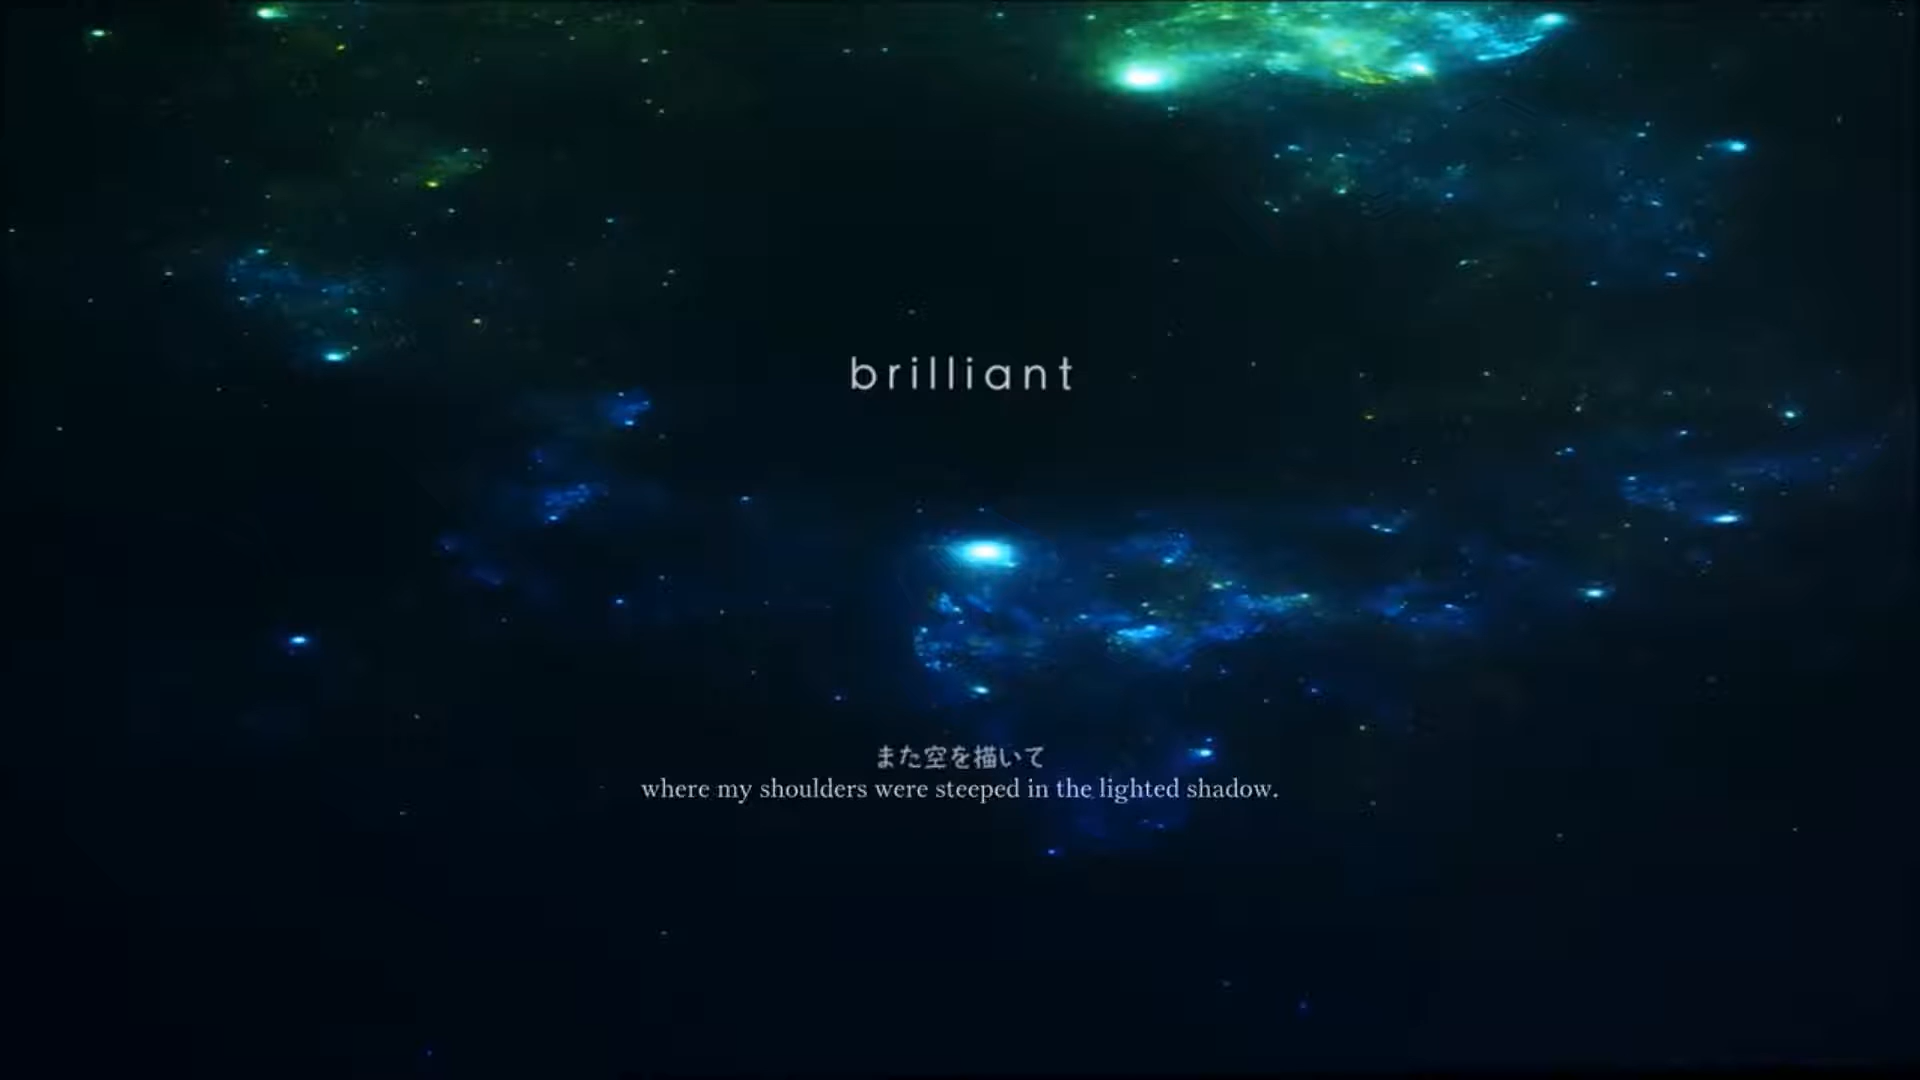 brilliant
また空を描いて
where my shoulders were steeped in the lighted shadow.